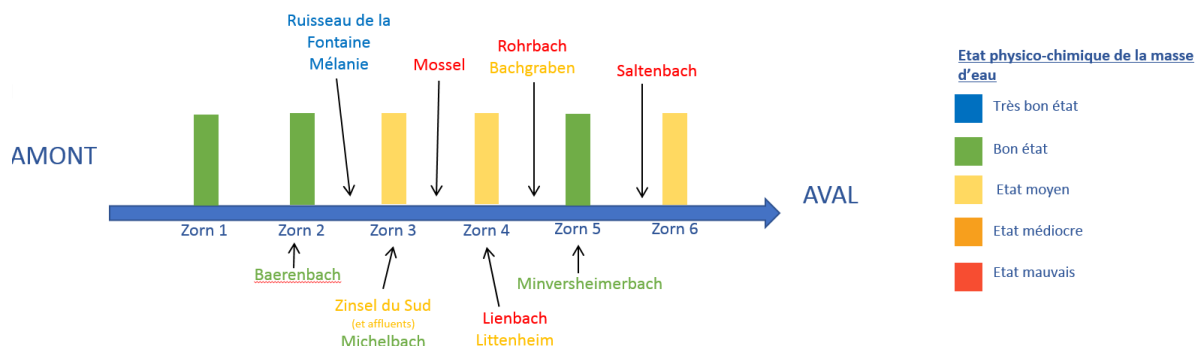 Ruisseau de la
Fontaine
Mélanie
Mossel
Rohrbach
Bachgraben
Saltenbach
AMONT
AVAL
Zorn 1
Zorn 2
Zorn 3
Zorn 4
Zorn 5
Zorn 6
Baerenbach
Zinsel du Sud
(et affluents)
Michelbach
Lienbach
Littenheim
Minversheimerbach
Etat physico-chimique de la masse
d’eau
Très bon état
Bon état
Etat moyen
Etat médiocre
Etat mauvais